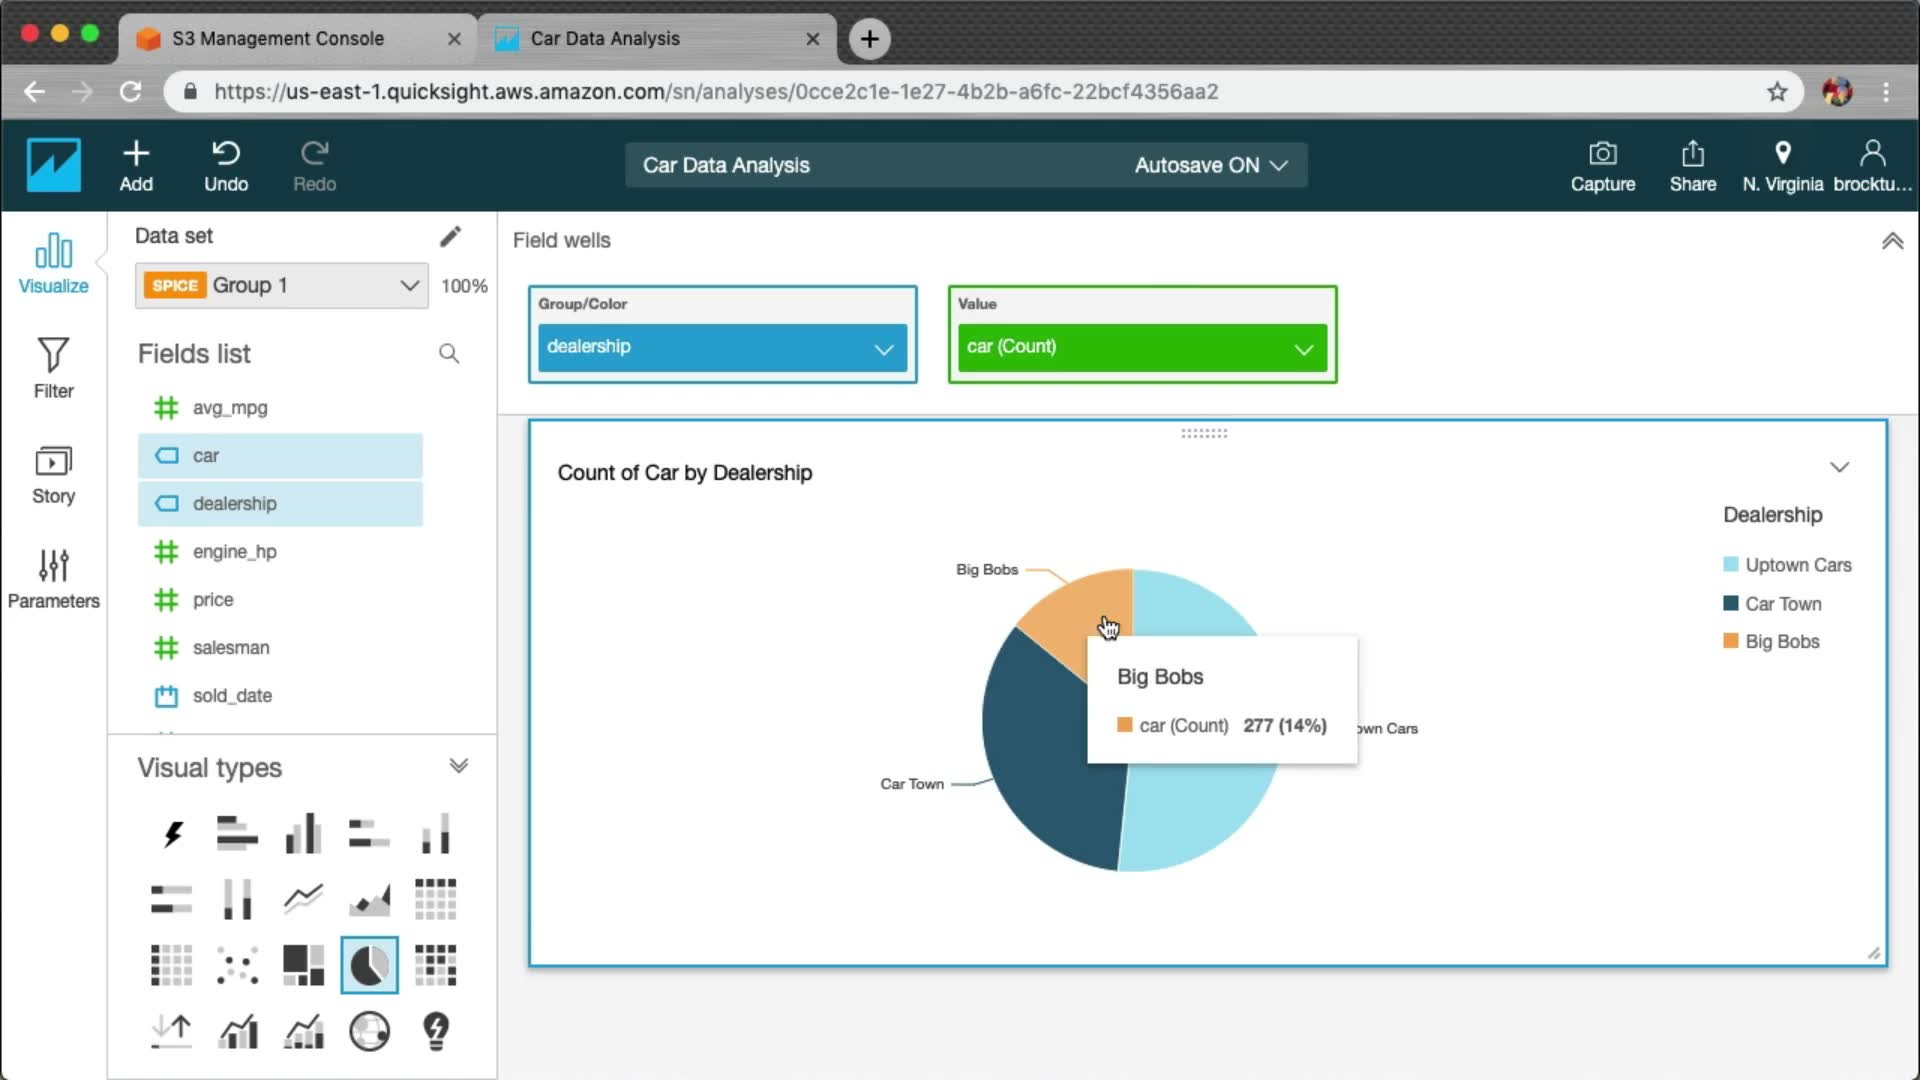 S3 Management Console
Car Data Analysis
https://us-east-1.quicksight.aws.amazon.com/sn/analyses/0cce2c1e-1e27-4b2b-a6fc-22bcf4356aa2
Add
Undo
Redo
Car Data Analysis
Autosave ON
Capture
Share
N. Virginia
brocktu...
Visualize
Filter
Story
Parameters
Data set
SPICE Group 1
100%
Fields list
avg_mpg
car
dealership
engine_hp
price
salesman
sold_date
Visual types
Field wells
Group/Color
dealership
Value
car (Count)
Count of Car by Dealership
Dealership
Uptown Cars
Car Town
Big Bobs
Big Bobs
Big Bobs
car (Count) 277 (14%)
own Cars
Car Town